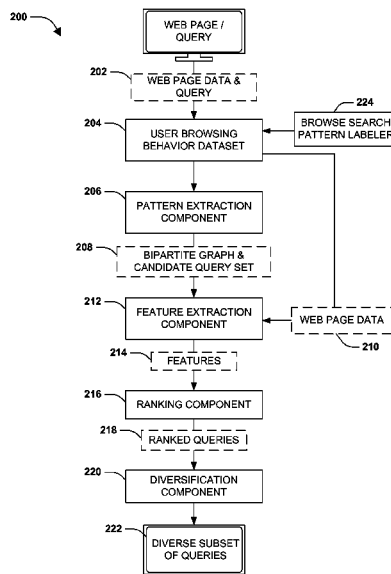 200
WEB PAGE /
QUERY
202
WEB PAGE DATA &
QUERY
224
BROWSE SEARCH
PATTERN LABELER
204
USER BROWSING
BEHAVIOR DATASET
206
PATTERN EXTRACTION
COMPONENT
208
BIPARTITE GRAPH &
CANDIDATE QUERY SET
212
FEATURE EXTRACTION
COMPONENT
WEB PAGE DATA
210
214
FEATURES
216
RANKING COMPONENT
218
RANKED QUERIES
220
DIVERSIFICATION
COMPONENT
222
DIVERSE SUBSET
OF QUERIES